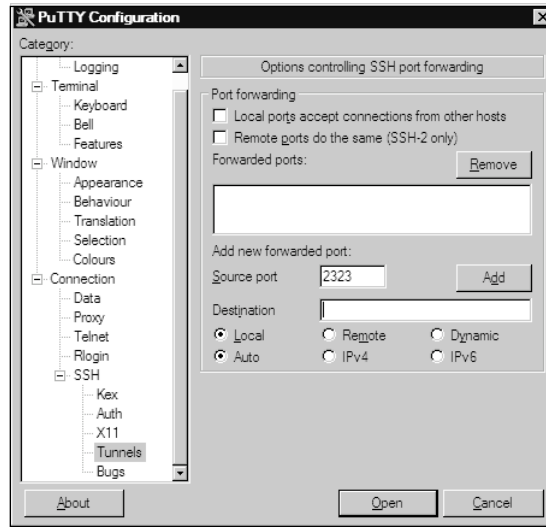 PuTTY Configuration
Category:
Logging
Terminal
Keyboard
Bell
Features
Window
Appearance
Behaviour
Translation
Selection
Colours
Connection
Data
Proxy
Telnet
Rlogin
SSH
Kex
Auth
X11
Tunnels
Bugs
Options controlling SSH port forwarding
Port forwarding
Local ports accept connections from other hosts
Remote ports do the same (SSH-2 only)
Forwarded ports: Remove
Add new forwarded port:
Source port 2323 Add
Destination
Local Remote Dynamic
Auto IPv4 IPv6
About Open Cancel